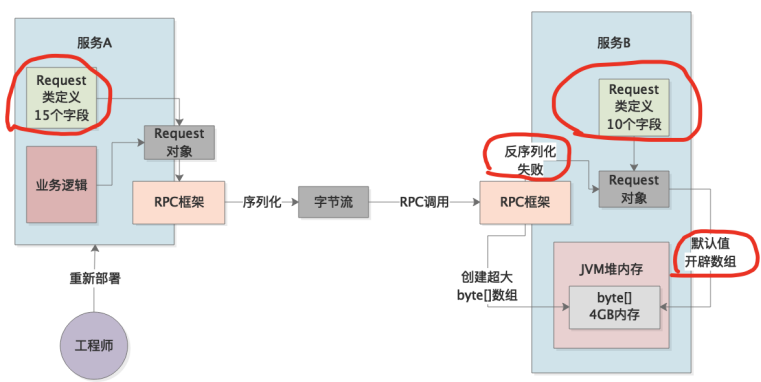 服务A
Request
类定义
15个字段
Request
对象
业务逻辑
RPC框架
序列化
字节流
RPC调用
重新部署
工程师
服务B
Request
类定义
10个字段
反序列化
失败
Request
对象
RPC框架
默认值
开辟数组
创建超大
byte[]数组
JVM堆内存
byte[]
4GB内存